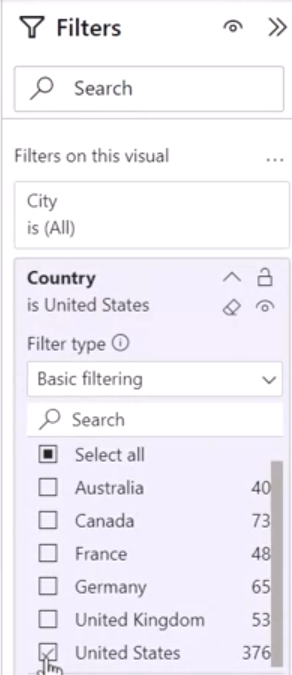 Filters
Search
Filters on this visual
City
is (All)
Country
is United States
Filter type
Basic filtering
Search
Select all
Australia 40
Canada 73
France 48
Germany 65
United Kingdom 53
United States 376